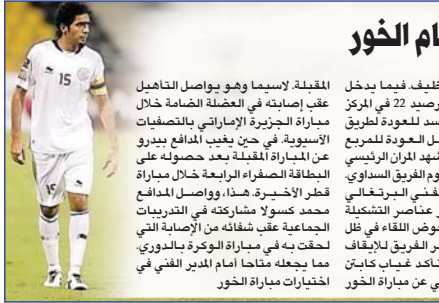 ام الخور
ظيف. فيما يدخل
رصيد 22 في المركز
سد للعودة لطريق
ل العودة للمربع
شهد المران الرئيسي
وم الفريق السداوي.
فني البرتغالي
ر عناصر التشكيلة
خوض اللقاء في ظل
ر الفريق للإيقاف
تأكد غياب كابتن
ي عن مباراة الخور
المقبلة. لاسيما وهو يواصل التأهيل
عقب إصابته في العضلة الضامة خلال
مباراة الجزيرة الإماراتي بالتصفيات
الآسيوية. في حين يغيب المدافع بيدرو
عن المباراة المقبلة بعد حصوله على
البطاقة الصفراء الرابعة خلال مباراة
قطر الأخيرة. هذا، وواصل المدافع
محمد كسولا مشاركته في التدريبات
الجماعية عقب شفائه من الإصابة التي
لحقت به في مباراة الوكرة بالدوري.
مما يجعله متاحا أمام المدير الفني في
اختيارات مباراة الخور
15
15